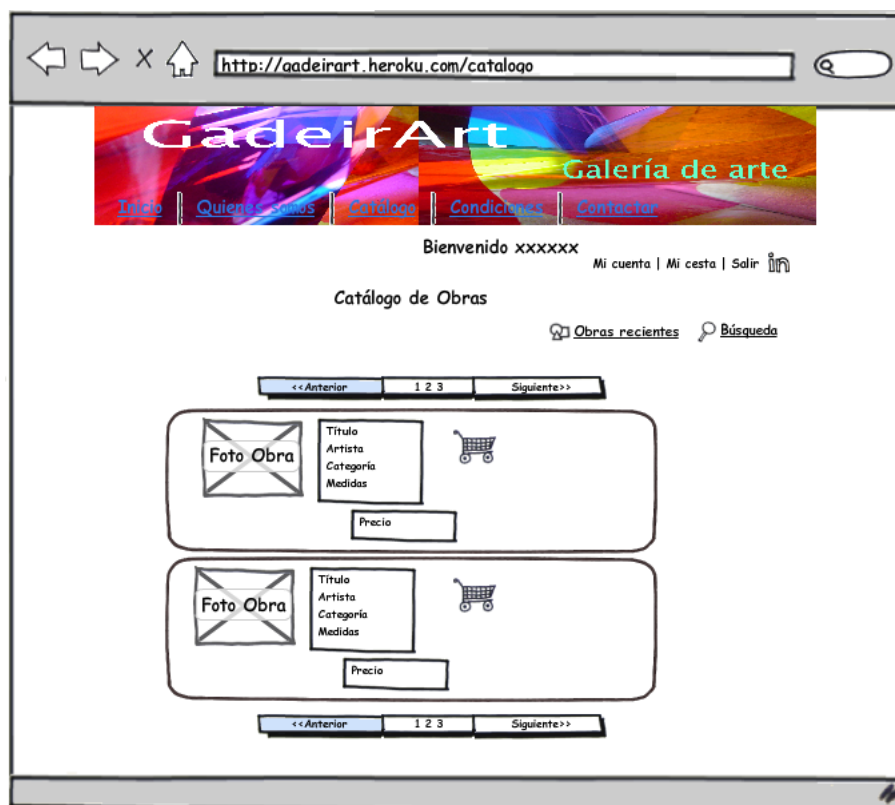 http://gadeirart.heroku.com/catalogo
GadeirArt
Galería de arte
Inicio | Quienes somos | Catálogo | Condiciones | Contactar
Bienvenido xxxxxx
Mi cuenta | Mi cesta | Salir in
Catálogo de Obras
Obras recientes Búsqueda
<<Anterior 1 2 3 Siguiente>>
Foto Obra
Título
Artista
Categoría
Medidas
Precio
Foto Obra
Título
Artista
Categoría
Medidas
Precio
<<Anterior 1 2 3 Siguiente>>